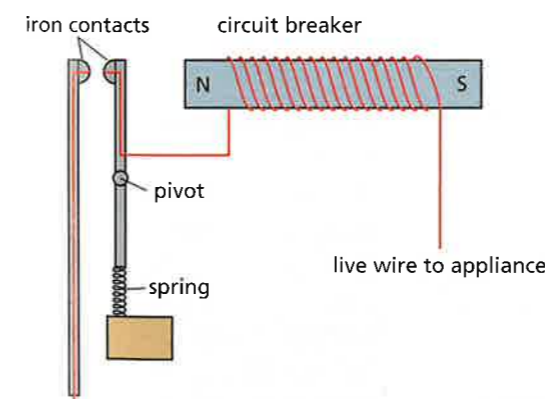 iron contacts
circuit breaker
N
S
pivot
live wire to appliance
spring